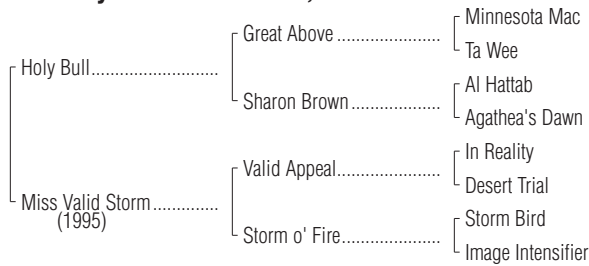 Minnesota Mac
Great Above
Ta Wee
Holy Bull
Al Hattab
Sharon Brown
Agathea's Dawn
In Reality
Valid Appeal
Desert Trial
Miss Valid Storm
(1995)
Storm Bird
Storm o' Fire
Image Intensifier